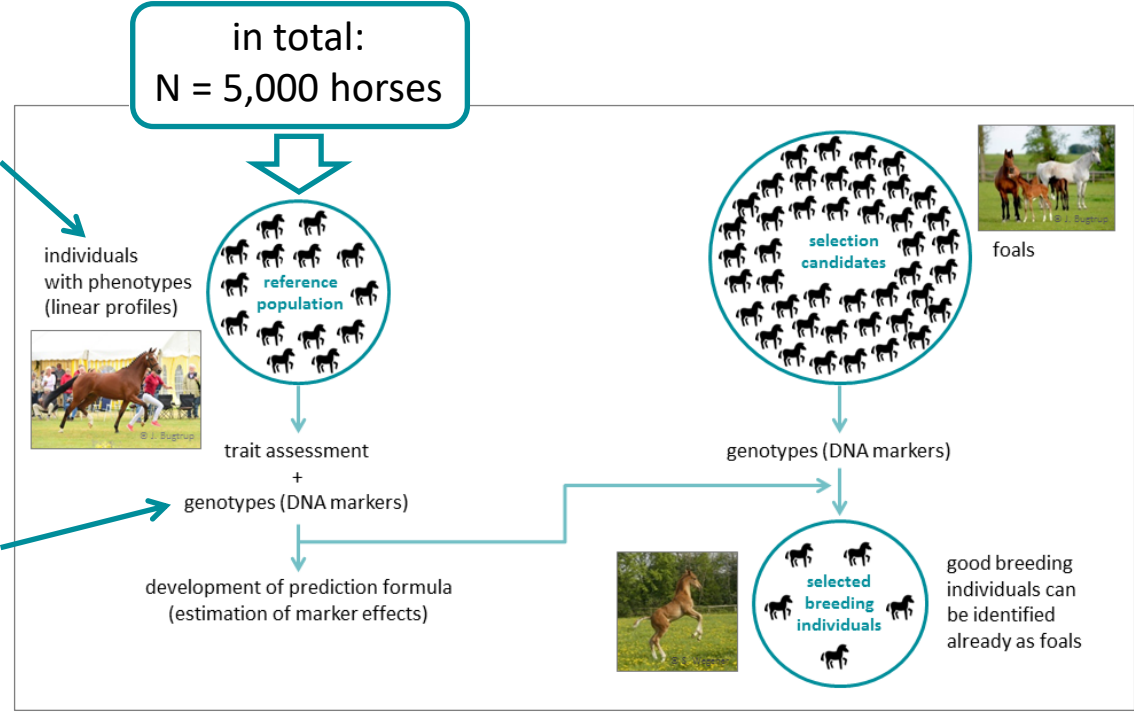 in total:
N = 5,000 horses
individuals
with phenotypes
(linear profiles)
reference
population
© J. Bugtrup
trait assessment
+
genotypes (DNA markers)
development of prediction formula
(estimation of marker effects)
selection
candidates
© J. Bugtrup
foals
genotypes (DNA markers)
selected
breeding
individuals
good breeding
individuals can
be identified
already as foals